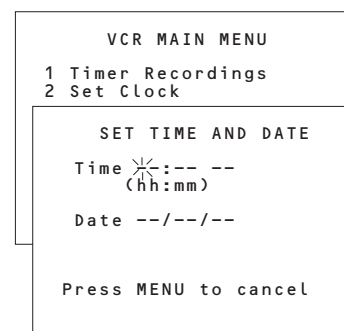 VCR MAIN MENU
1 Timer Recordings
2 Set Clock
SET TIME AND DATE
Time --:-- --
(hh:mm)
Date --/--/--
Press MENU to cancel